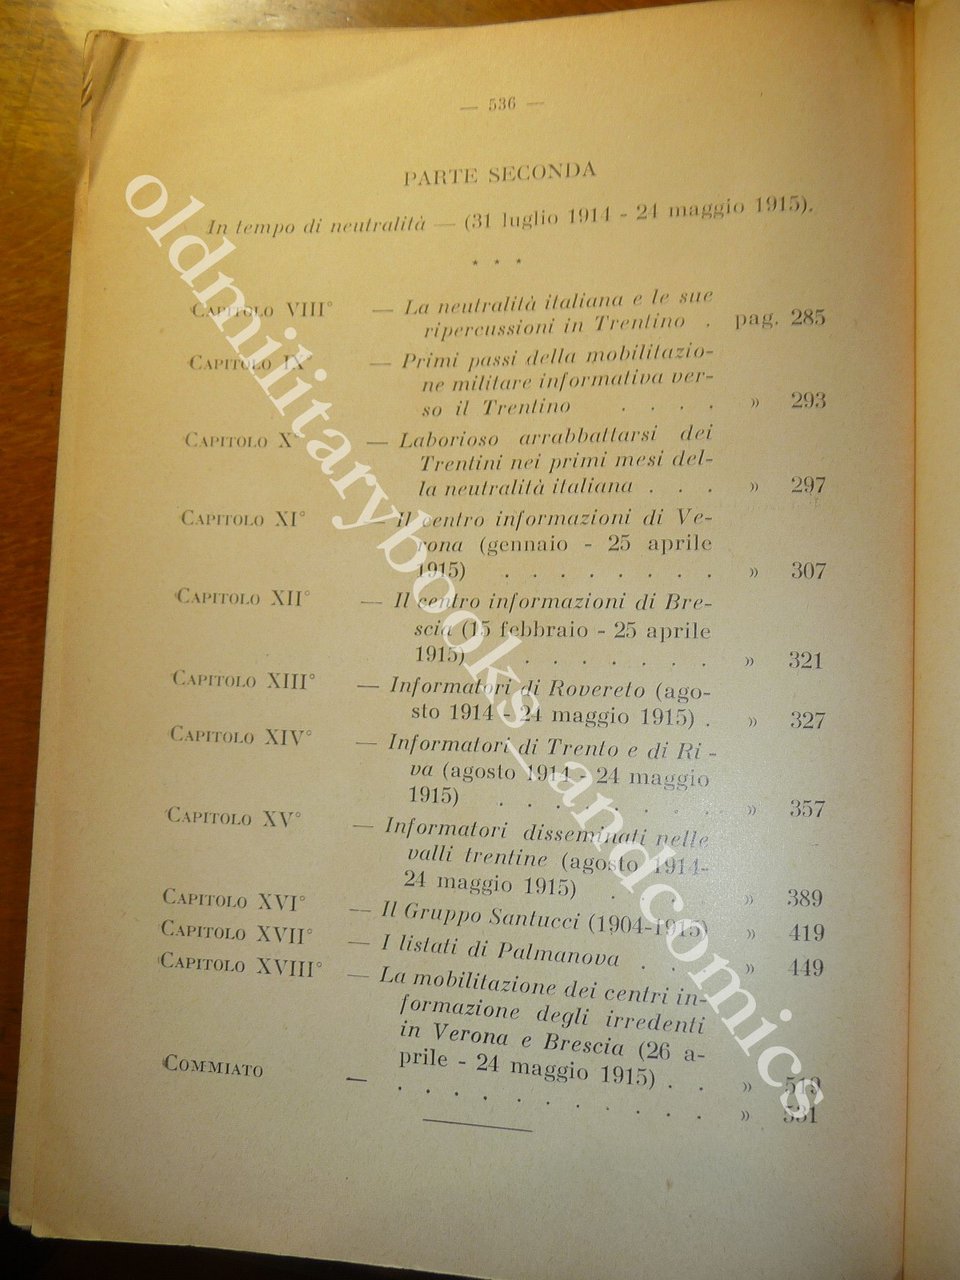 — 536 —
PARTE SECONDA
In tempo di neutralità — (31 luglio 1914 - 24 maggio 1915).
* * *
CAPITOLO VIII° — La neutralità italiana e le sue
ripercussioni in Trentino . pag. 285
CAPITOLO IX° — Primi passi della mobilitazio-
ne militare informativa ver-
so il Trentino . . . . » 293
CAPITOLO X° — Laborioso arrabbattarsi dei
Trentini nei primi mesi del-
la neutralità italiana . . . » 297
CAPITOLO XI° — Il centro informazioni di Ve-
rona (gennaio - 25 aprile
1915) . . . . . . . . » 307
CAPITOLO XII° — Il centro informazioni di Bre-
scia (15 febbraio - 25 aprile
1915) . . . . . . . » 321
CAPITOLO XIII° — Informatori di Rovereto (ago-
sto 1914 - 24 maggio 1915) . » 327
CAPITOLO XIV° — Informatori di Trento e di Ri-
va (agosto 1914 - 24 maggio
1915) . . . . . . . . » 357
CAPITOLO XV° — Informatori disseminati nelle
valli trentine (agosto 1914-
24 maggio 1915) . . . . » 389
CAPITOLO XVI° — Il Gruppo Santucci (1904-1915) » 419
CAPITOLO XVII° — I listati di Palmanova . . . » 449
CAPITOLO XVIII° — La mobilitazione dei centri in-
formazione degli irredenti
in Verona e Brescia (26 a-
prile - 24 maggio 1915) . . » 519
COMMIATO — . . . . . . . . . . . » 531
oldmilitarybooks_andcomics